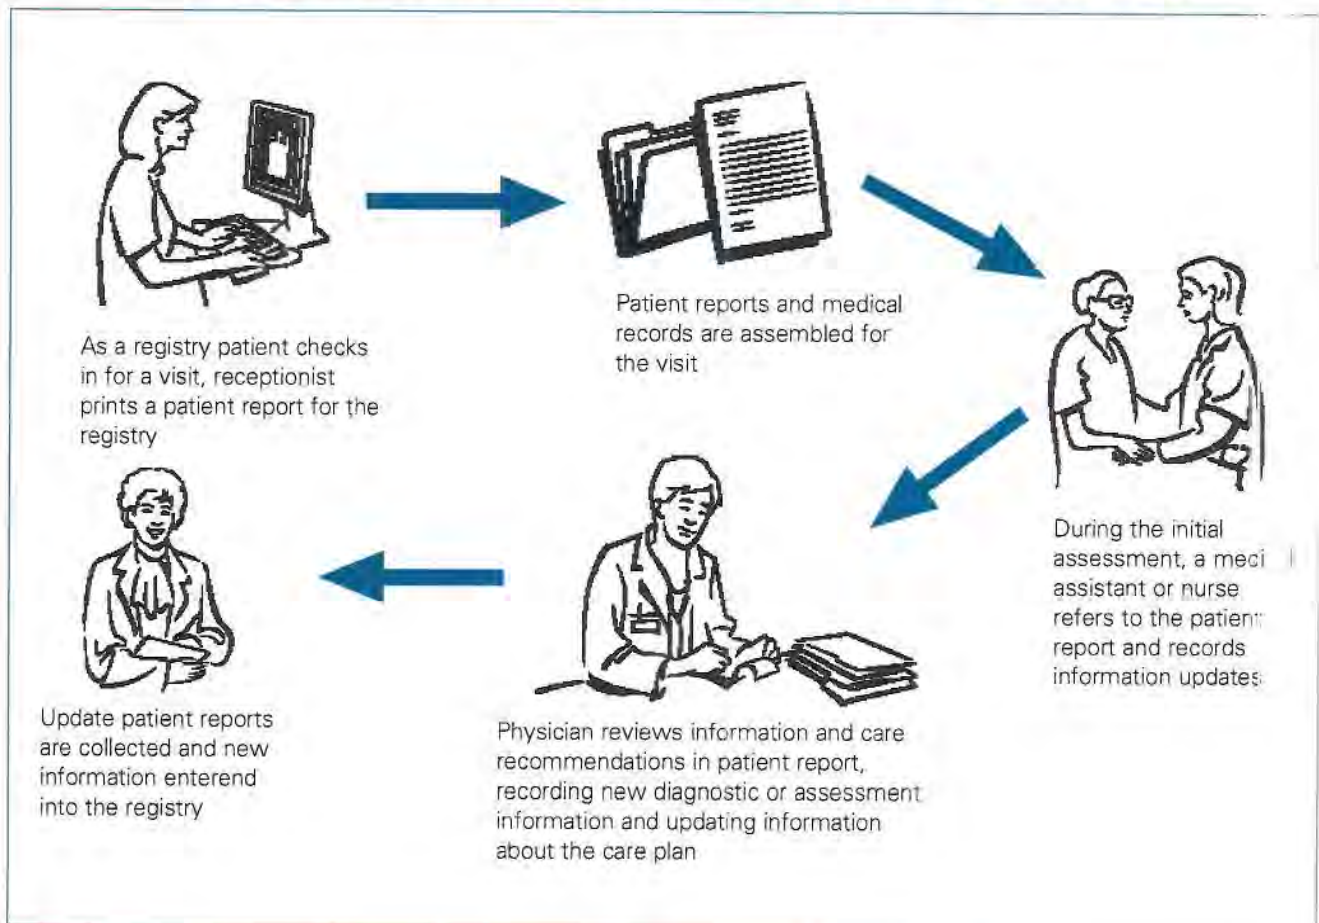 As a registry patient checks
in for a visit, receptionist
prints a patient report for the
registry
Patient reports and medical
records are assembled for
the visit
During the initial
assessment, a
assistant or nurse
refers to the patient
report and records
information updates
Physician reviews information and care
recommendations in patient report,
recording new diagnostic or assessment
information and updating information
about the care plan
Update patient reports
are collected and new
information enterend
into the registry